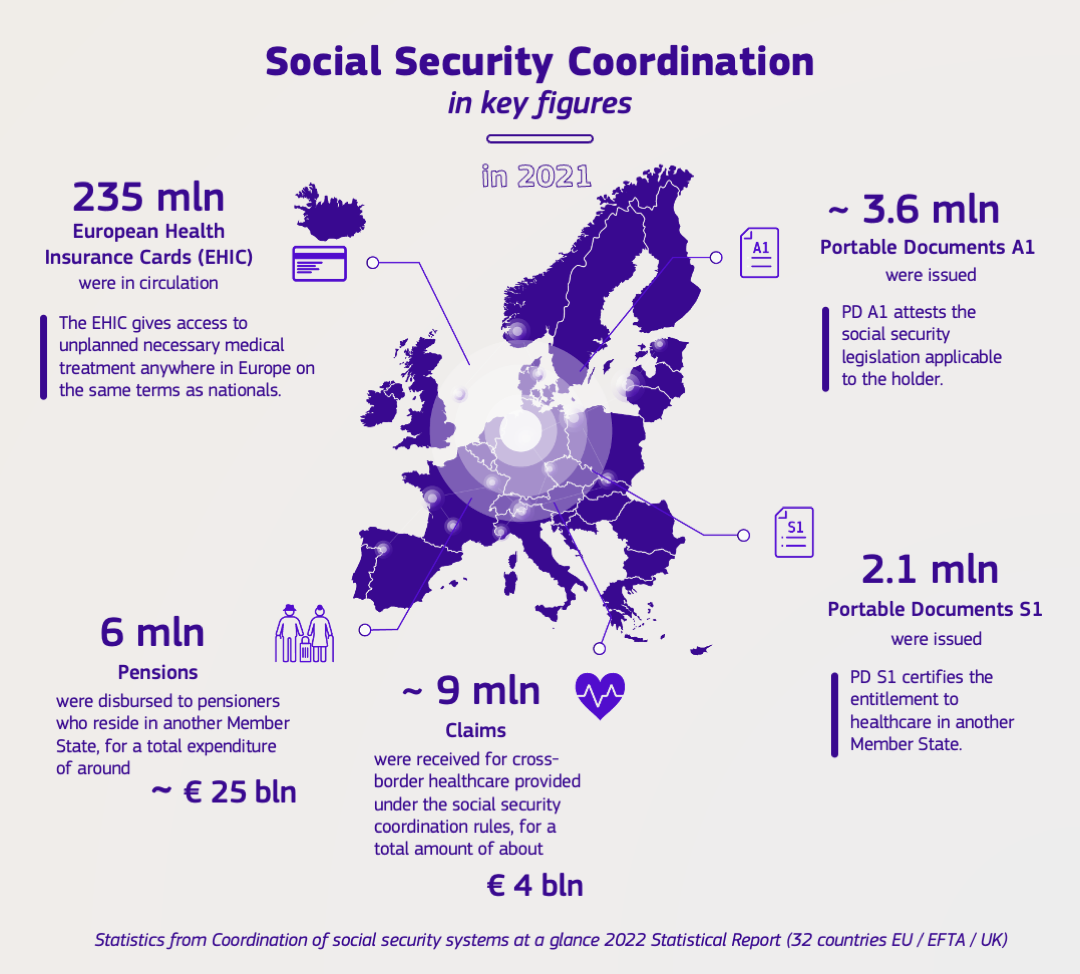 Social Security Coordination
in key figures
in 2021
235 mln
European Health
Insurance Cards (EHIC)
were in circulation
The EHIC gives access to
unplanned necessary medical
treatment anywhere in Europe on
the same terms as nationals.
A1
~ 3.6 mln
Portable Documents A1
were issued
PD A1 attests the
social security
legislation applicable
to the holder.
S1
2.1 mln
Portable Documents S1
were issued
PD S1 certifies the
entitlement to
healthcare in another
Member State.
6 mln
Pensions
were disbursed to pensioners
who reside in another Member
State, for a total expenditure
of around
~ € 25 bln
~ 9 mln
Claims
were received for cross-
border healthcare provided
under the social security
coordination rules, for a
total amount of about
€ 4 bln
Statistics from Coordination of social security systems at a glance 2022 Statistical Report (32 countries EU / EFTA / UK)